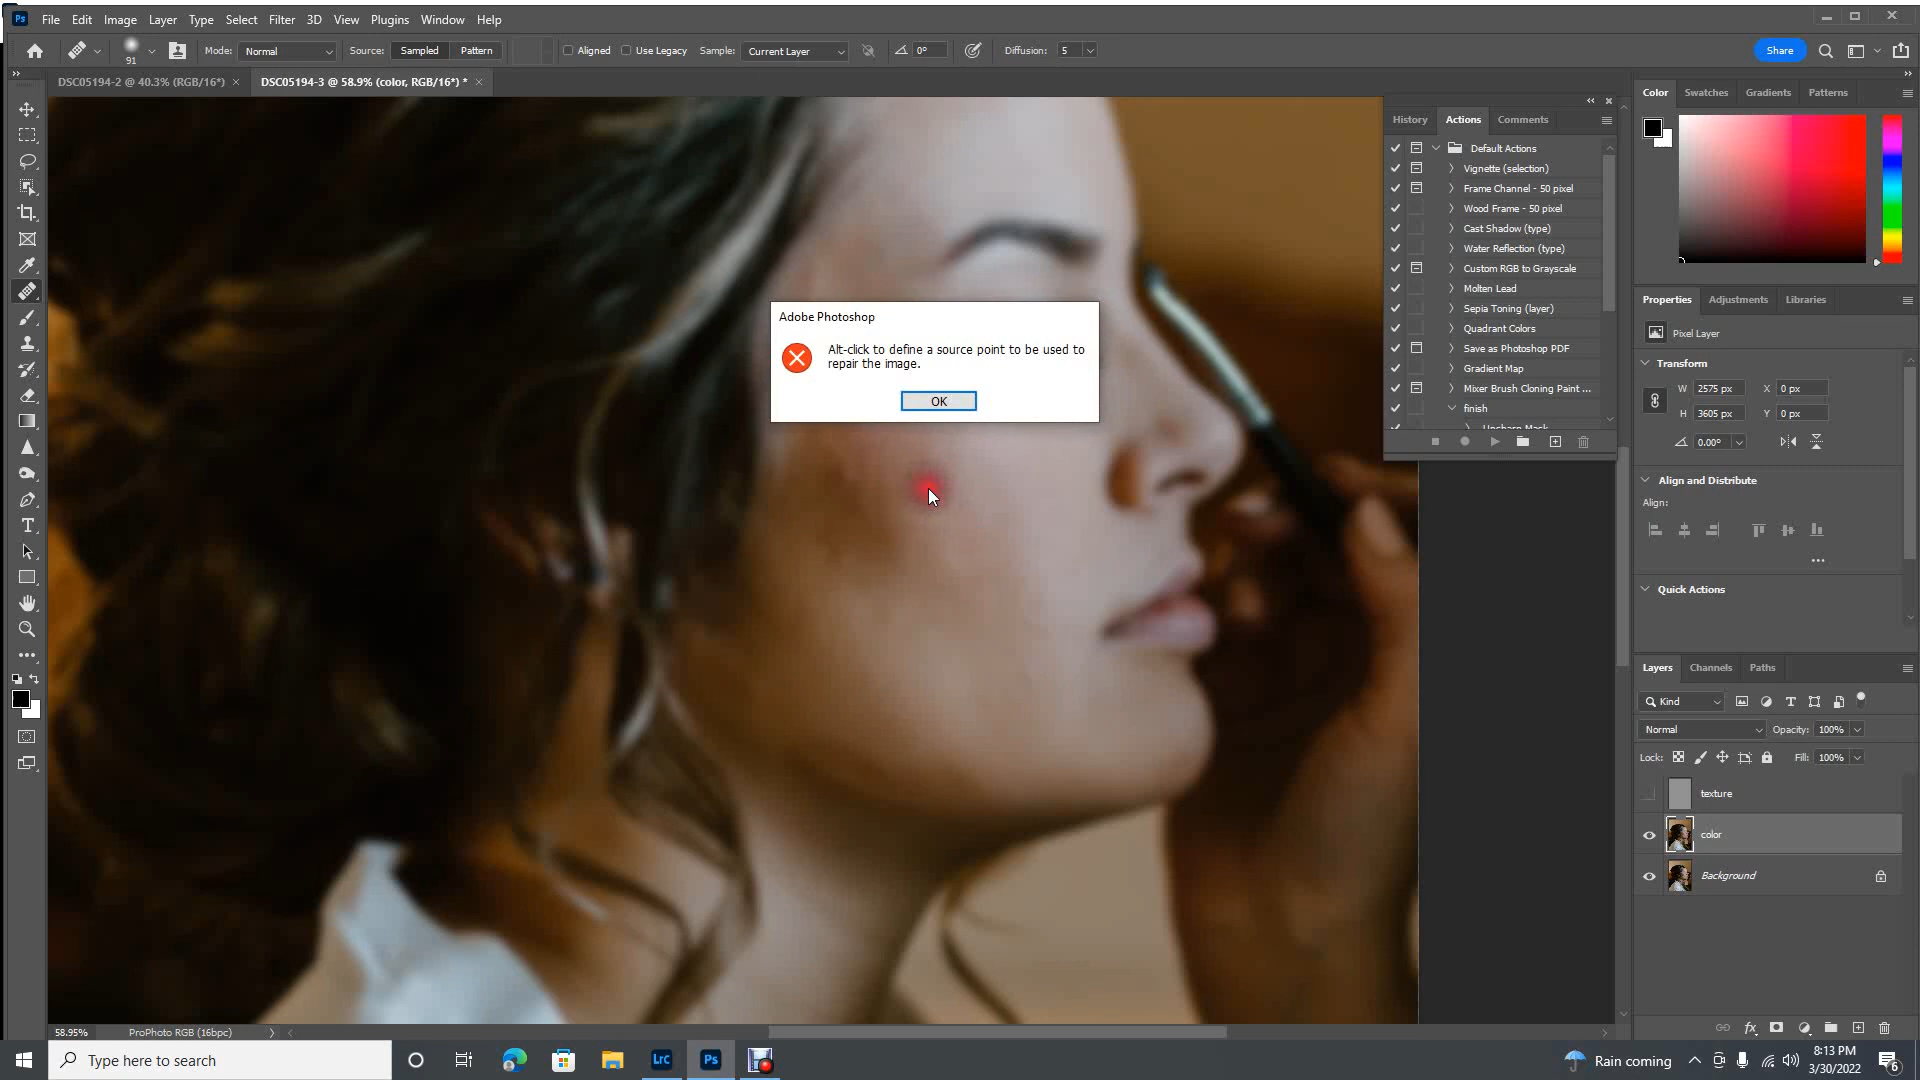 Ps File Edit Image Layer Type Select Filter 3D View Plugins Window Help
91 Mode: Normal Source: Sampled Pattern Aligned Use Legacy Sample: Current Layer 0° Diffusion: 5 Share
DSC05194-2 @ 40.3% (RGB/16*) × DSC05194-3 @ 58.9% (color, RGB/16*) * ×
History Actions Comments
Default Actions
Vignette (selection)
Frame Channel - 50 pixel
Wood Frame - 50 pixel
Cast Shadow (type)
Water Reflection (type)
Custom RGB to Grayscale
Molten Lead
Sepia Toning (layer)
Quadrant Colors
Save as Photoshop PDF
Gradient Map
Mixer Brush Cloning Paint ...
finish
Unsharp Mask
Adobe Photoshop
Alt-click to define a source point to be used to
repair the image.
OK
Color Swatches Gradients Patterns
Properties Adjustments Libraries
Pixel Layer
Transform
W 2575 px X 0 px
H 3605 px Y 0 px
0.00°
Align and Distribute
Align:
Quick Actions
Layers Channels Paths
Kind
Normal Opacity: 100%
Lock: Fill: 100%
texture
color
Background
58.95% ProPhoto RGB (16bpc)
Type here to search
LrC Ps
Rain coming
8:13 PM
3/30/2022
6